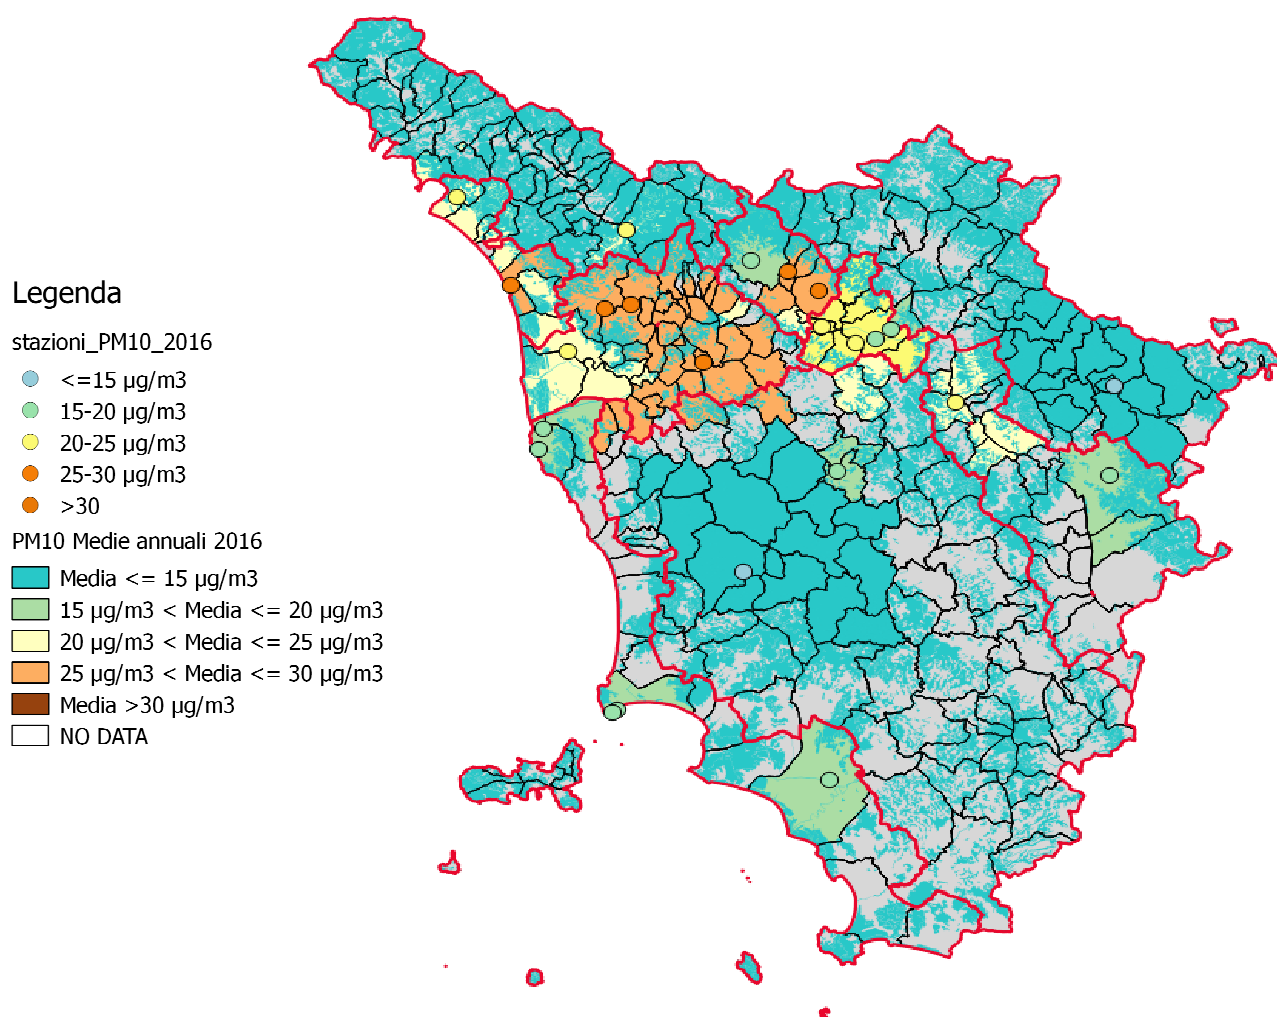 Legenda
stazioni_PM10_2016
<=15 µg/m3
15-20 µg/m3
20-25 µg/m3
25-30 µg/m3
>30
PM10 Medie annuali 2016
Media <= 15 µg/m3
15 µg/m3 < Media <= 20 µg/m3
20 µg/m3 < Media <= 25 µg/m3
25 µg/m3 < Media <= 30 µg/m3
Media >30 µg/m3
NO DATA